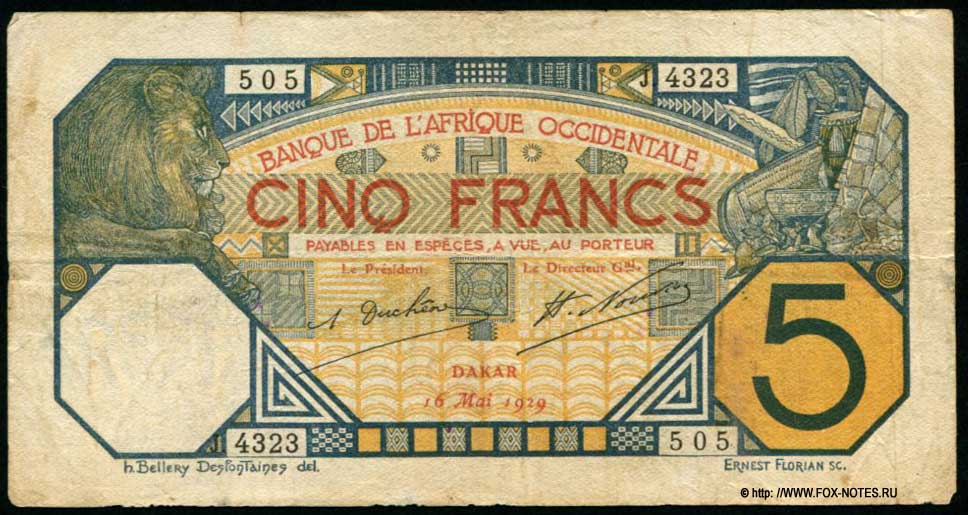 505
J 4323
BANQUE DE L'AFRIQUE OCCIDENTALE
CINQ FRANCS
PAYABLES EN ESPÈCES, A VUE, AU PORTEUR
Le Président, Le Directeur Gal.
A Duchêne
DAKAR
16 Mai 1929
5
J 4323
505
h. Bellery Desfontaines del.
ERNEST FLORIAN SC.
© http: //WWW.FOX-NOTES.RU